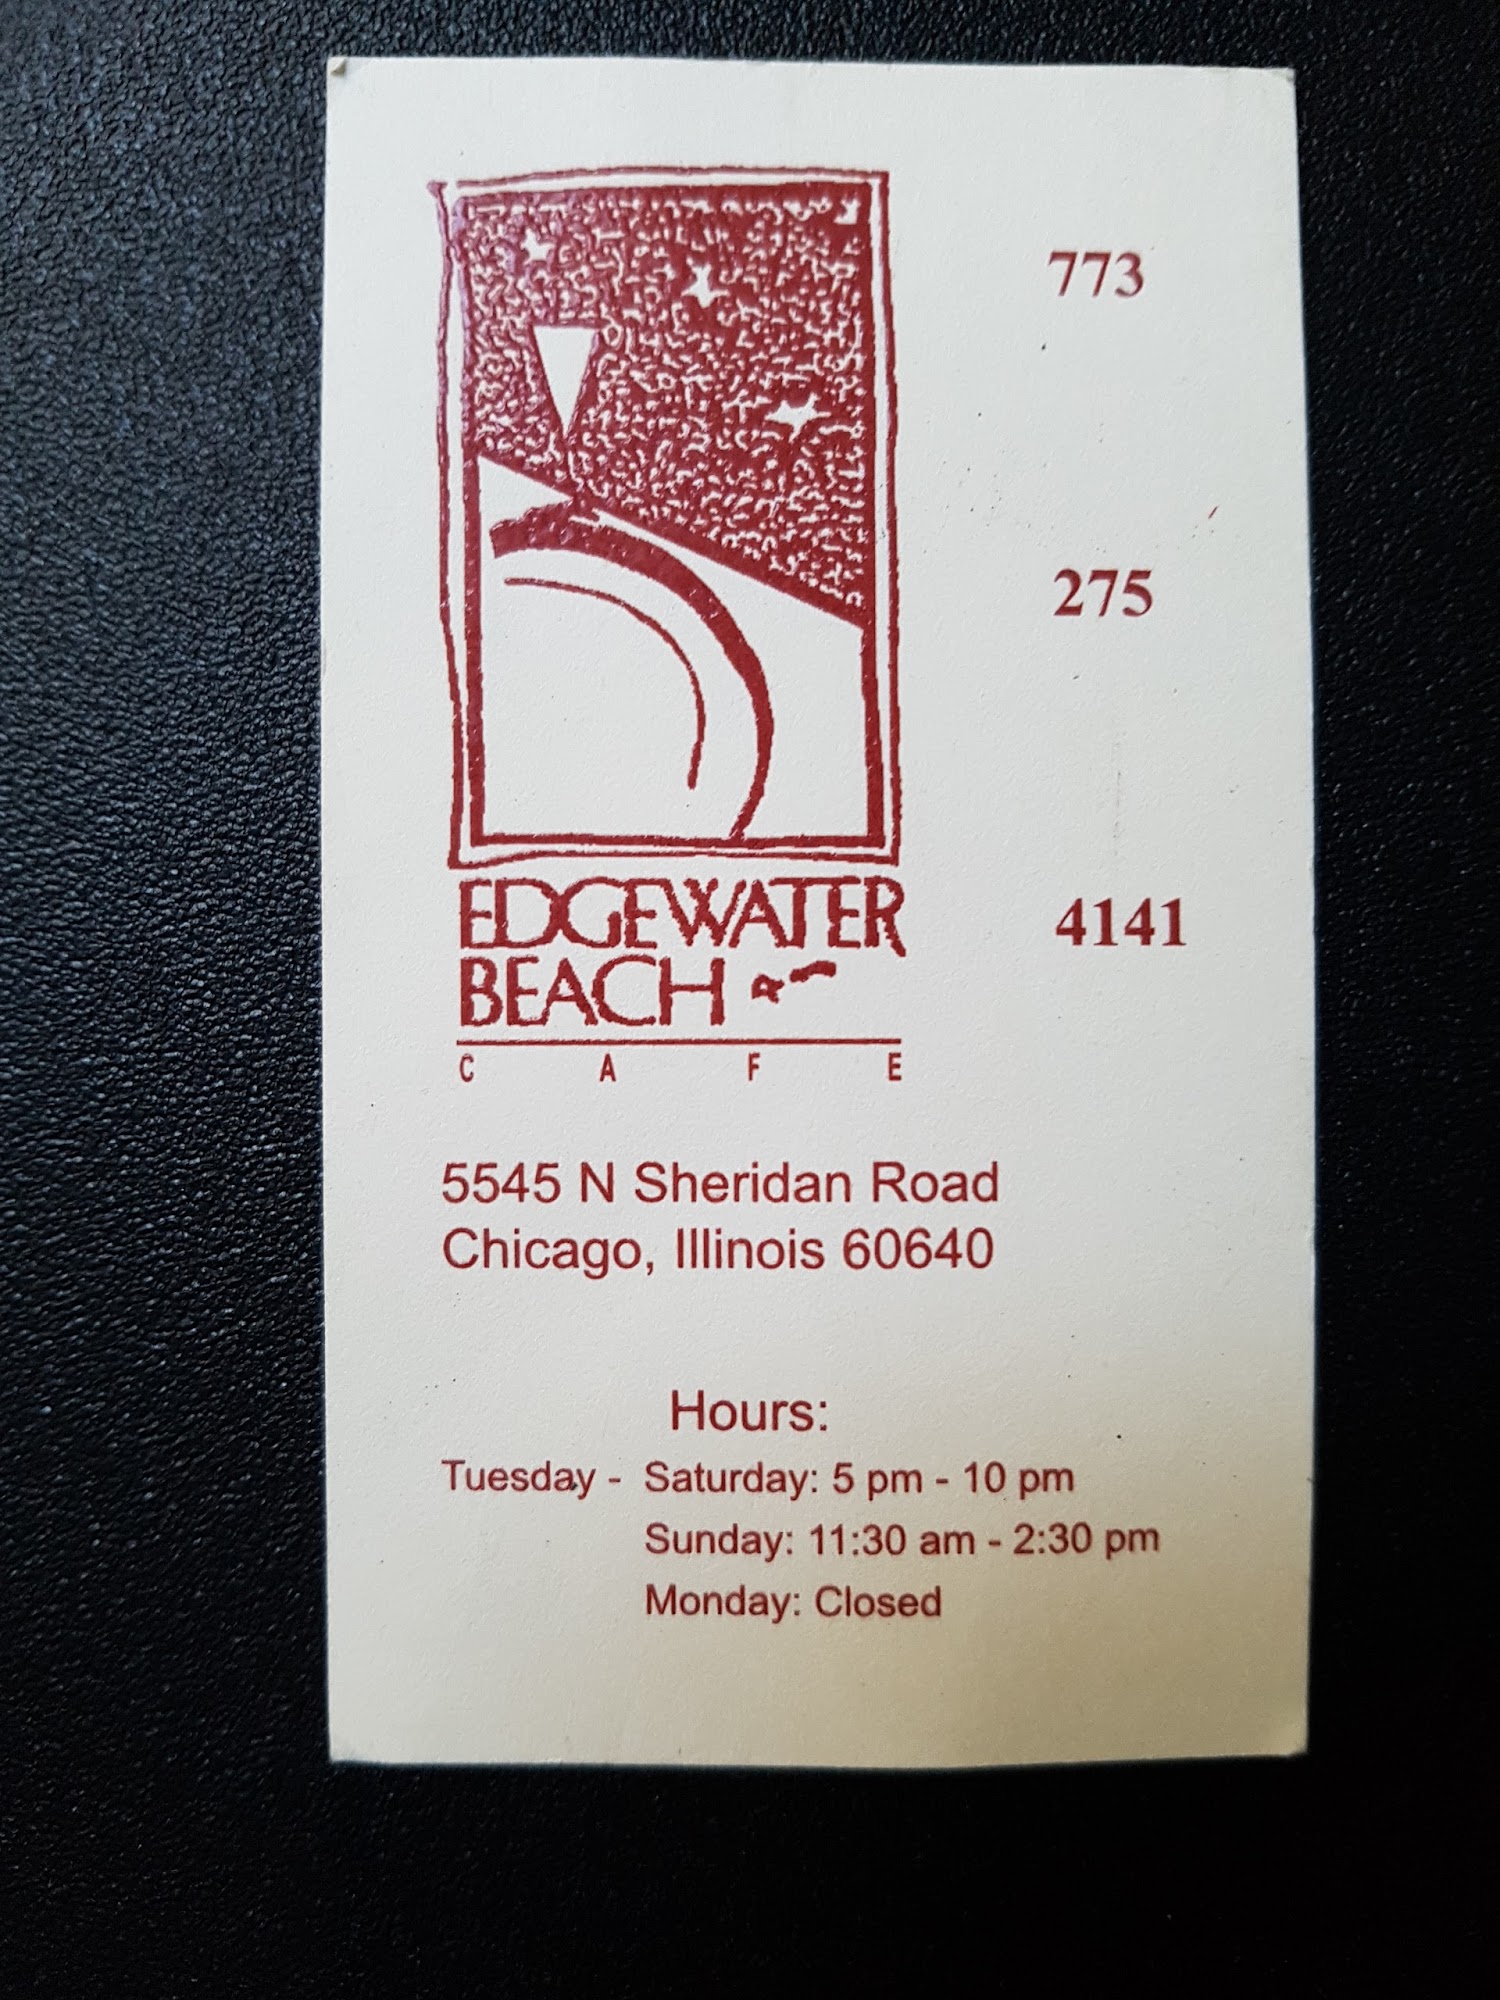 773
275
4141
EDGEWATER
BEACH
CAFE
5545 N Sheridan Road
Chicago, Illinois 60640
Hours:
Tuesday - Saturday: 5 pm - 10 pm
Sunday: 11:30 am - 2:30 pm
Monday: Closed